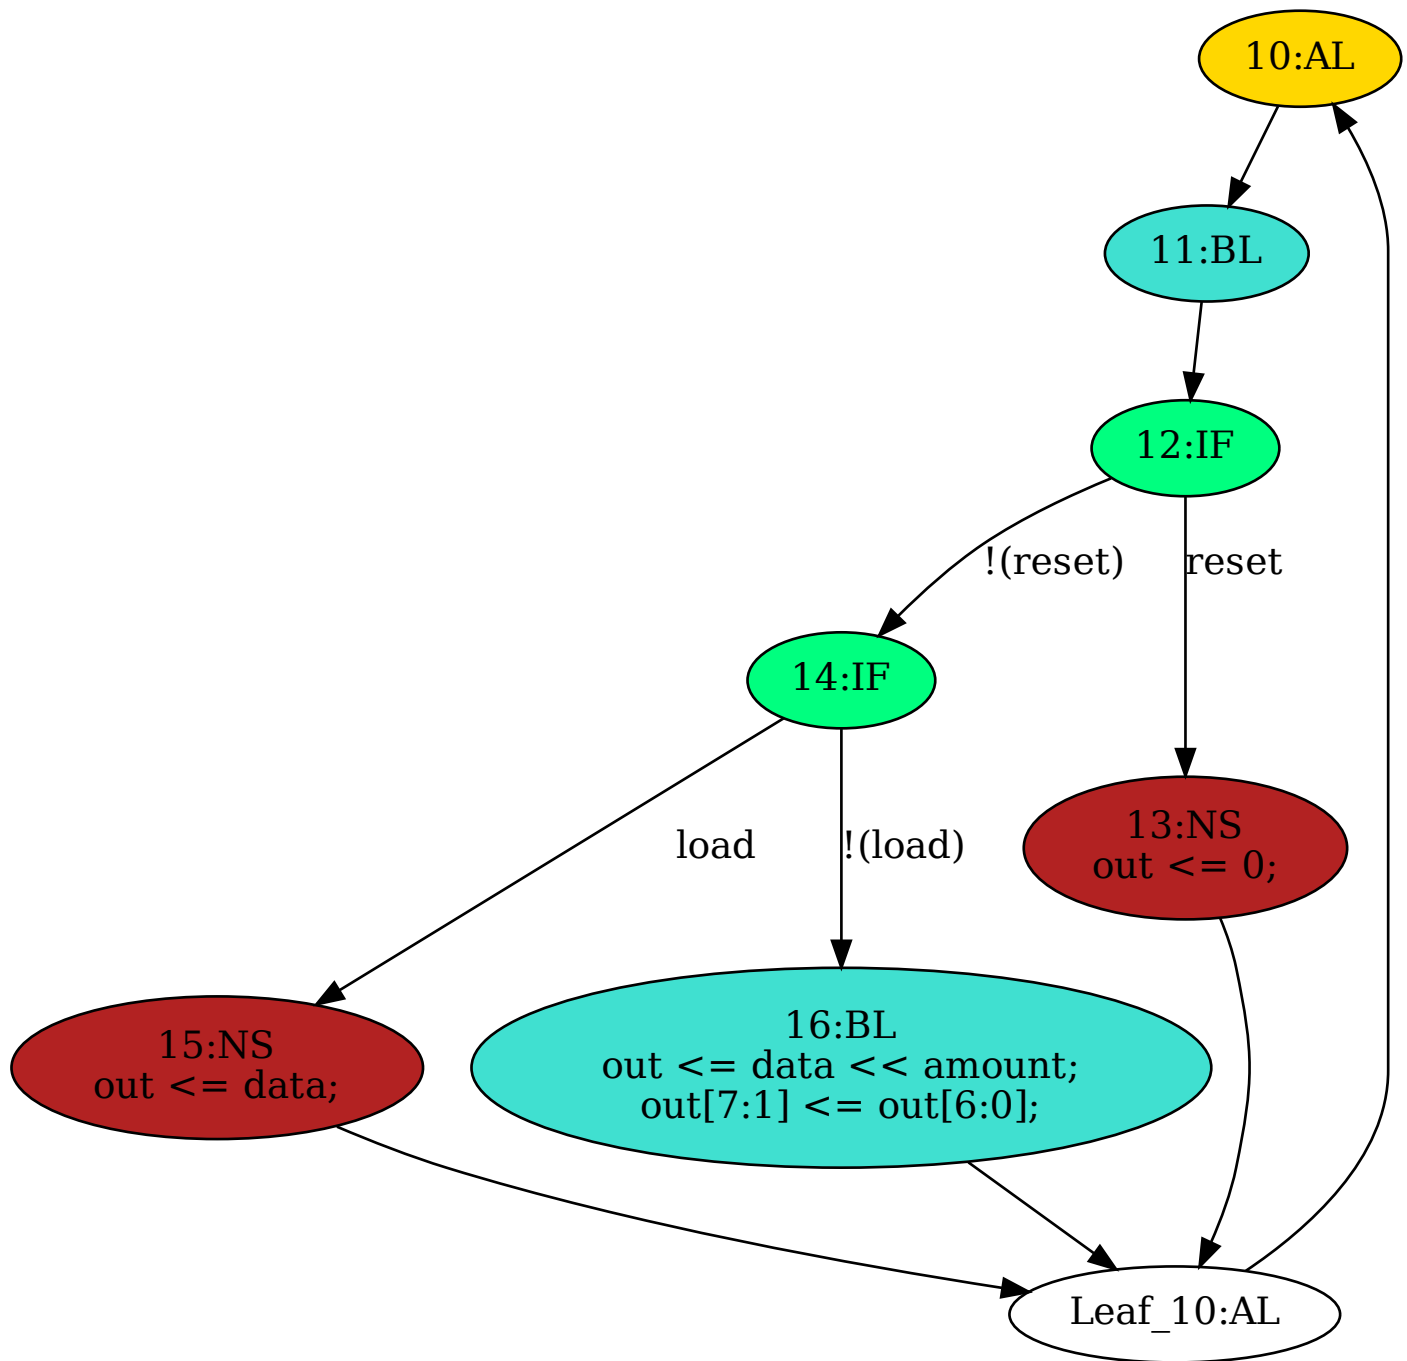 10:AL
11:BL
12:IF
!(reset)
reset
14:IF
load
!(load)
13:NS
out <= 0;
15:NS
out <= data;
16:BL
out <= data << amount;
out[7:1] <= out[6:0];
Leaf_10:AL